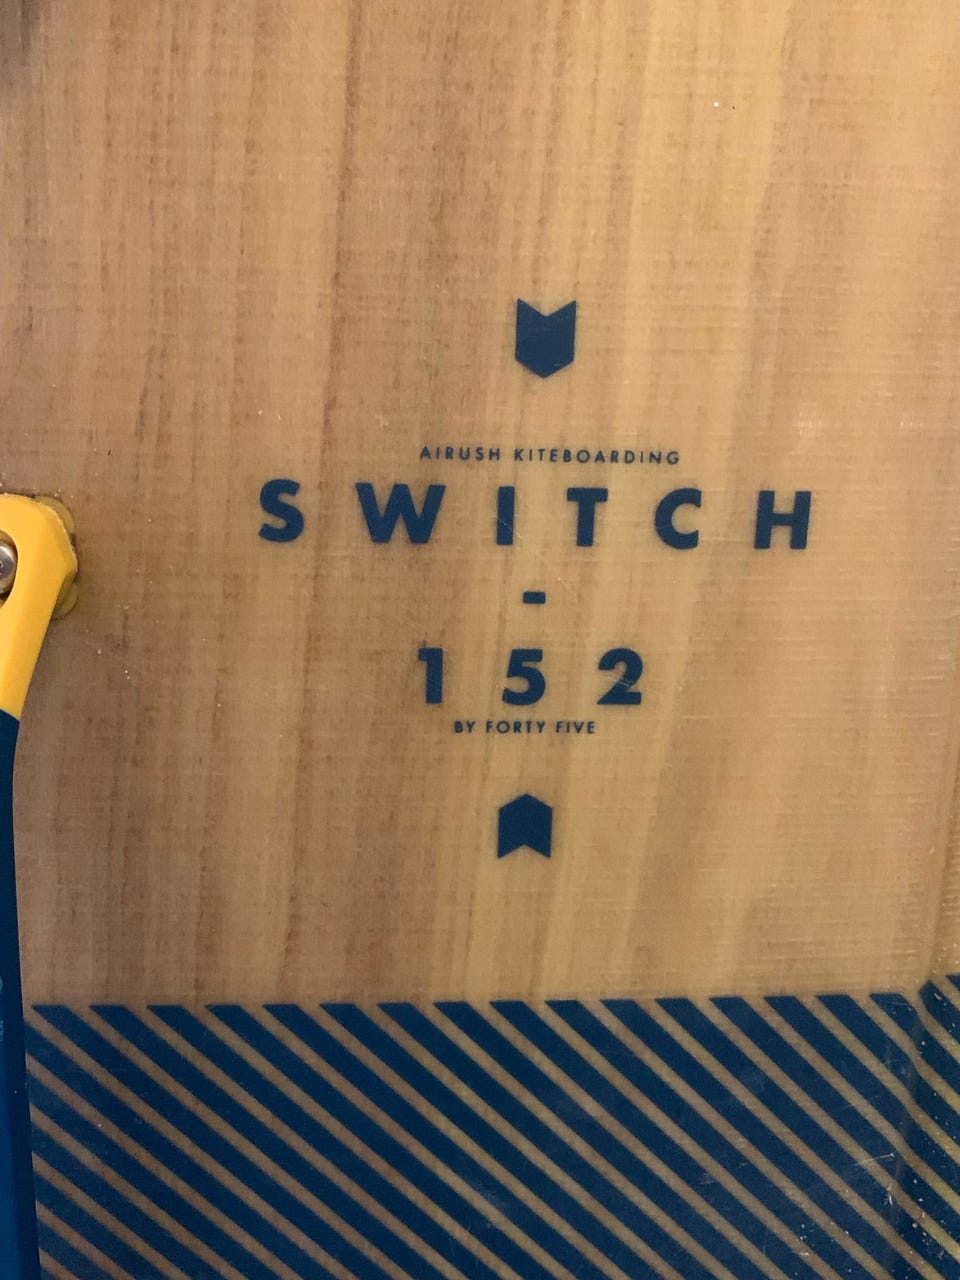 AIRUSH KITEBOARDING
SWITCH
-
152
BY FORTY FIVE